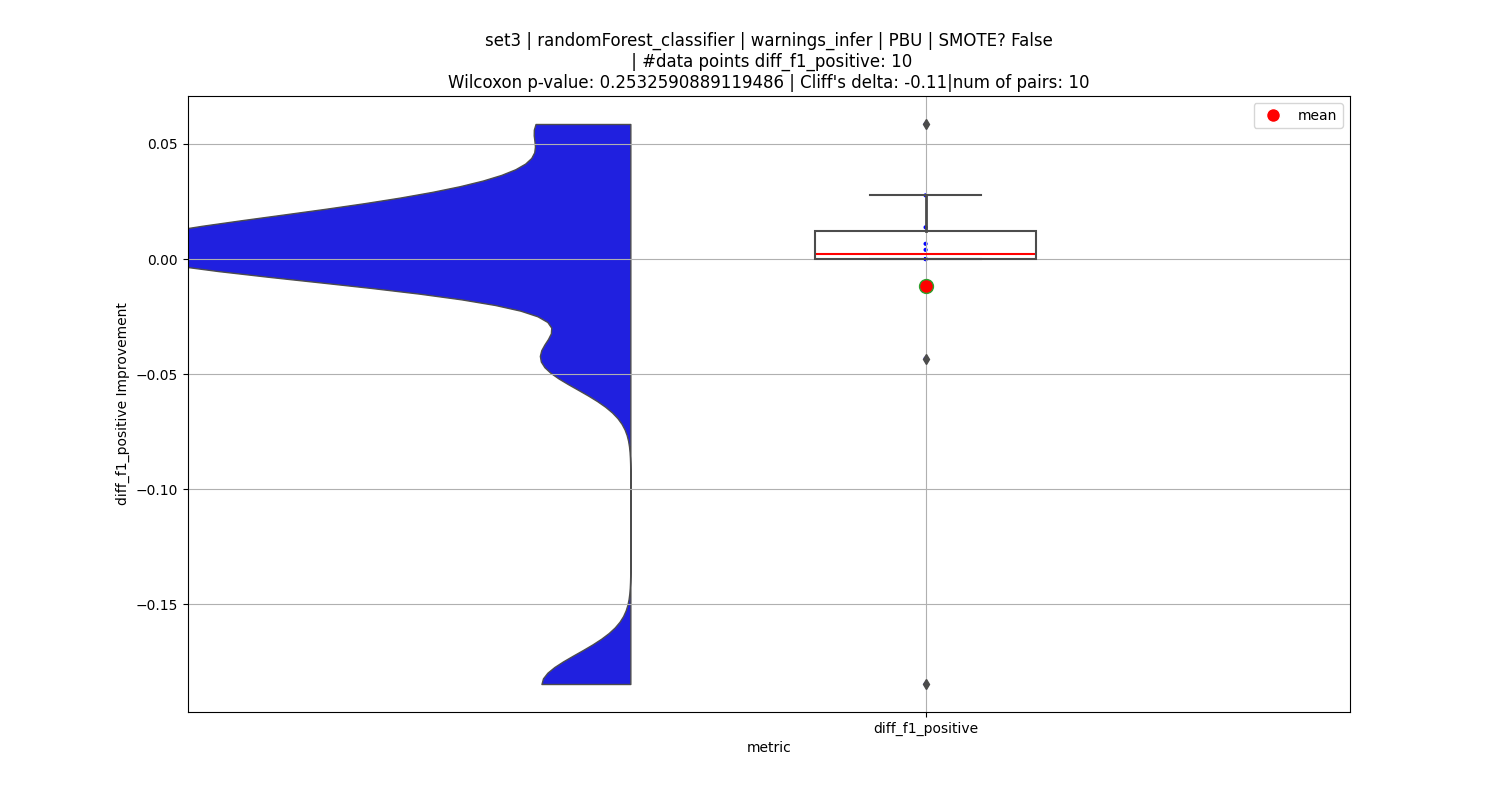 set3 | randomForest_classifier | warnings_infer | PBU | SMOTE? False
| #data points diff_f1_positive: 10
Wilcoxon p-value: 0.2532590889119486 | Cliff's delta: -0.11|num of pairs: 10
mean
0.05
0.00
−0.05
−0.10
−0.15
diff_f1_positive Improvement
diff_f1_positive
metric